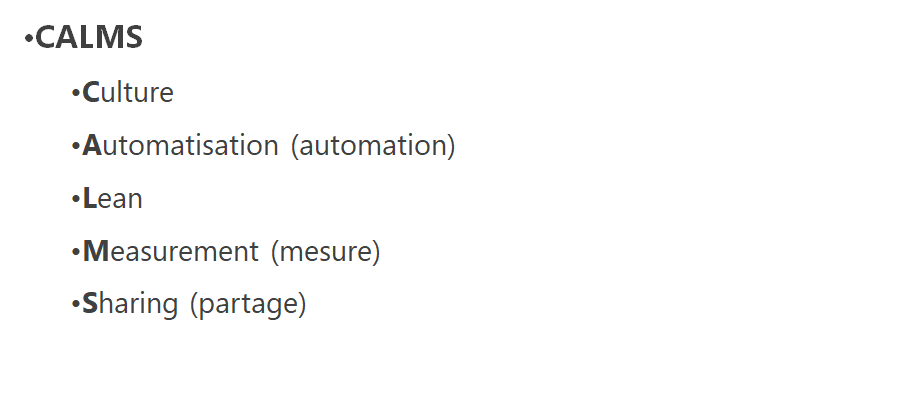 •CALMS
•Culture
•Automatisation (automation)
•Lean
•Measurement (mesure)
•Sharing (partage)